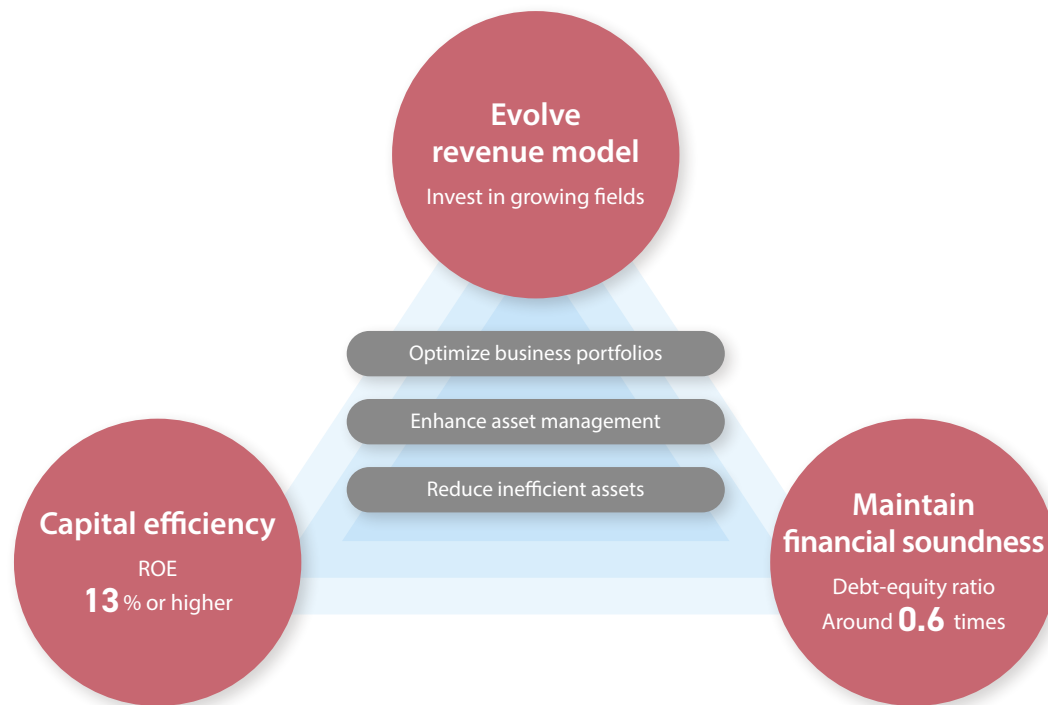 Evolve
revenue model
Invest in growing fields
Optimize business portfolios
Enhance asset management
Reduce inefficient assets
Capital efficiency
ROE
13 % or higher
Maintain
financial soundness
Debt-equity ratio
Around 0.6 times